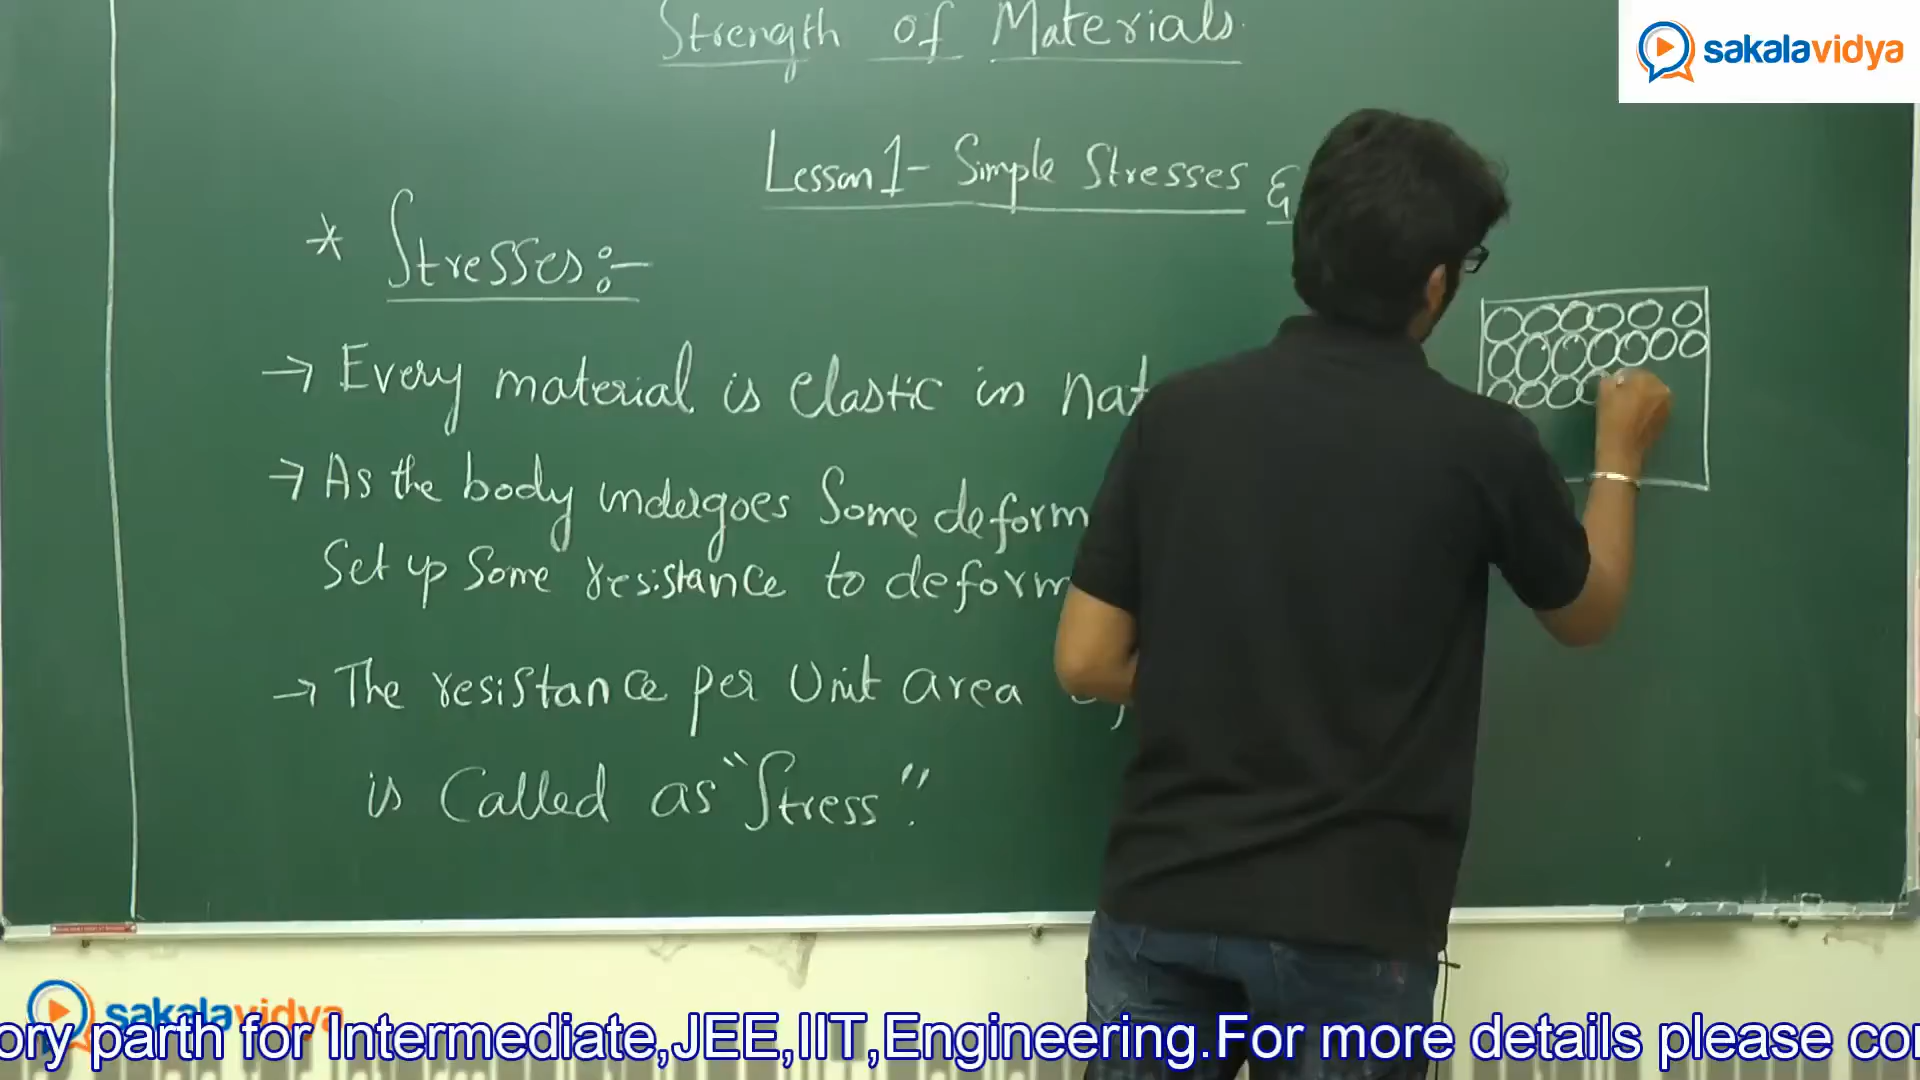 Strength of Materials
sakalavidya
Lesson 1- Simple Stresses &
* Stresses:-
→ Every material is elastic in nat
→ As the body undergoes Some deform
Set up Some resistance to deform
→ The resistance per Unit area
is Called as "Stress".
sakalavidya
ory parth for Intermediate,JEE,IIT,Engineering.For more details please co